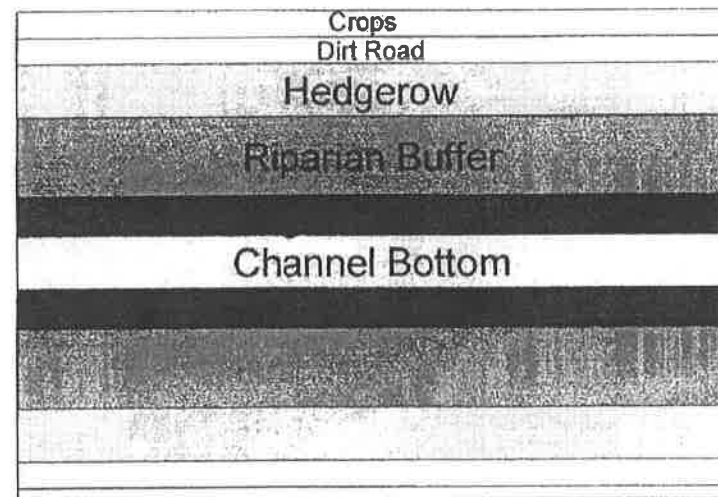 Crops
Dirt Road
Hedgerow
Riparian Buffer
Channel Bottom